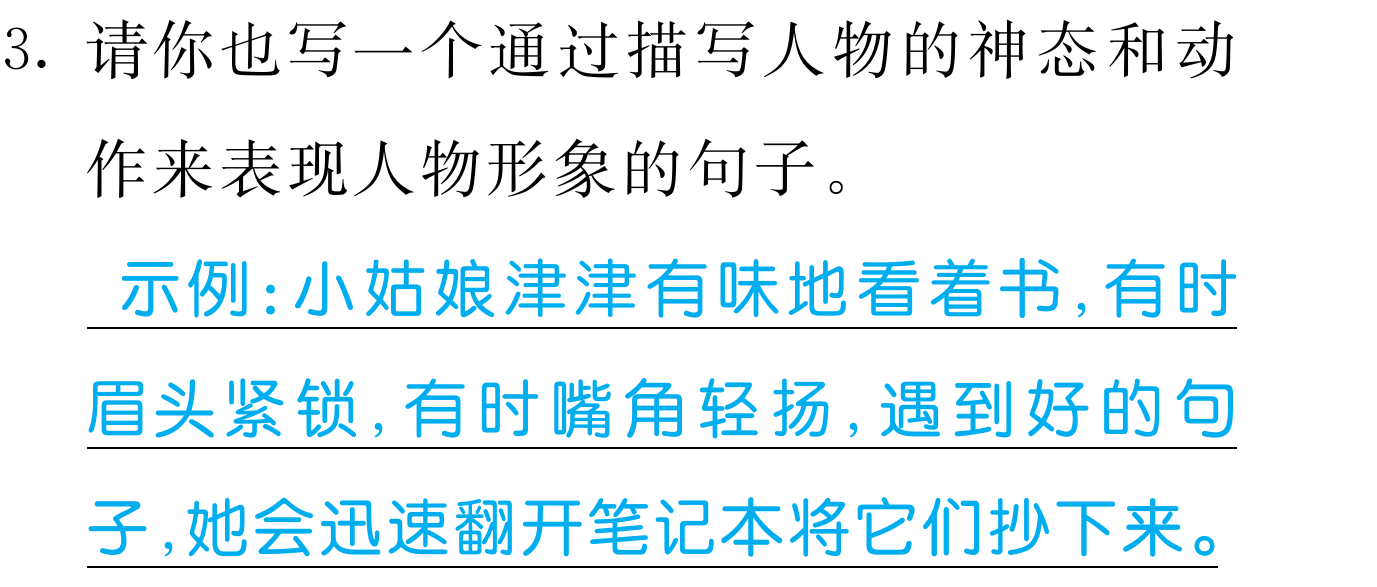 3. 请你也写一个通过描写人物的神态和动
作来表现人物形象的句子。
示例:小姑娘津津有味地看着书,有时
眉头紧锁,有时嘴角轻扬,遇到好的句
子,她会迅速翻开笔记本将它们抄下来。